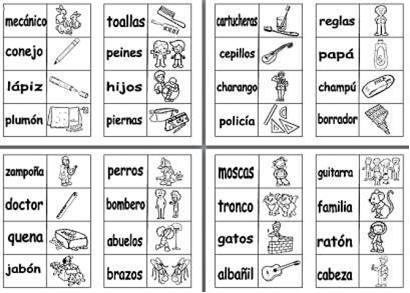 mecánico
conejo
lápiz
plumón
toallas
peines
hijos
piernas
cartucheras
cepillos
charango
policía
reglas
papá
champú
borrador
zampoña
doctor
quena
jabón
perros
bombero
abuelos
brazos
moscas
tronco
gatos
albañil
guitarra
familia
ratón
cabeza